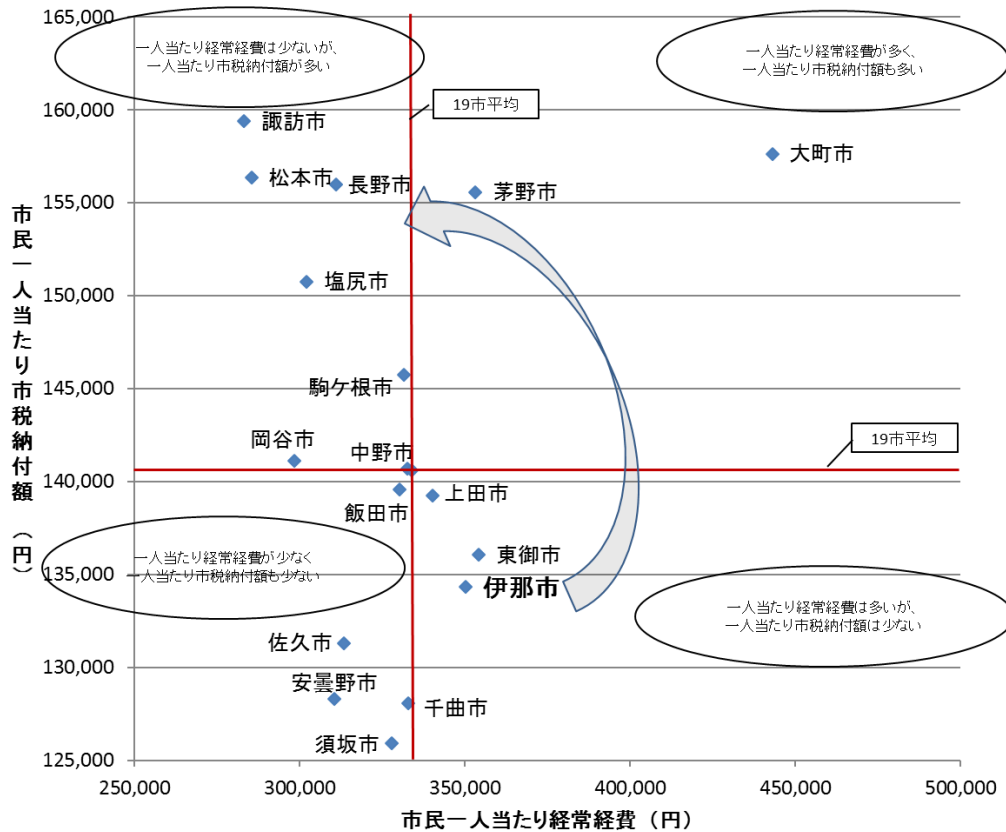 165,000
一人当たり経常経費は少ないが、
一人当たり市税納付額が多い
一人当たり経常経費が多く、
一人当たり市税納付額も多い
19市平均
160,000
諏訪市
大町市
松本市
長野市
茅野市
155,000
塩尻市
150,000
駒ケ根市
145,000
岡谷市
中野市
19市平均
140,000
飯田市
上田市
東御市
一人当たり経常経費が少なく
一人当たり市税納付額も少ない
135,000
伊那市
一人当たり経常経費は多いが、
一人当たり市税納付額は少ない
佐久市
130,000
安曇野市
千曲市
須坂市
125,000
250,000 300,000 350,000 400,000 450,000 500,000
市民一人当たり経常経費（円）
市民一人当たり市税納付額（円）